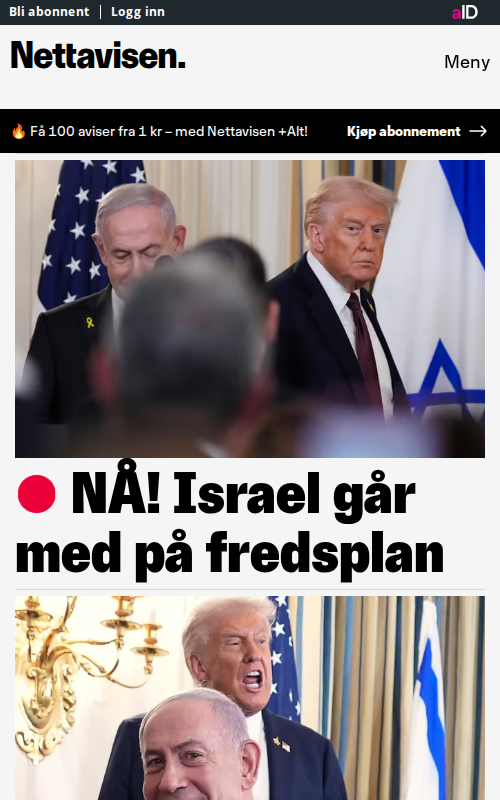 Bli abonnent | Logg inn
aID
Nettavisen.
Meny
🔥 Få 100 aviser fra 1 kr – med Nettavisen +Alt!
Kjøp abonnement →
🔴 NÅ! Israel går
med på fredsplan